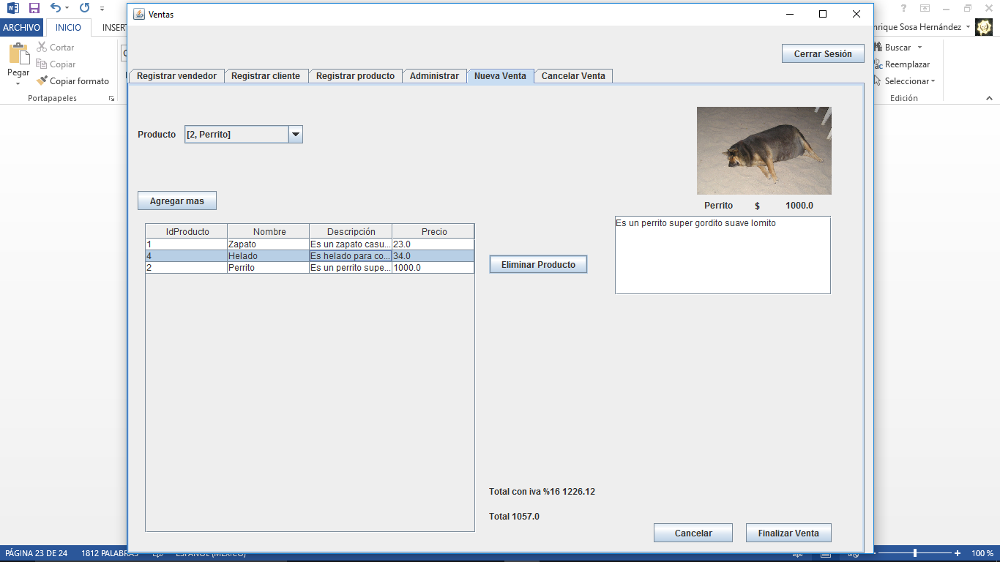 Ventas
ARCHIVO
INICIO
INSERT
Enrique Sosa Hernández
Pegar
Cortar
Copiar
Copiar formato
Portapapeles
Buscar
Reemplazar
Seleccionar
Edición
Cerrar Sesión
Registrar vendedor
Registrar cliente
Registrar producto
Administrar
Nueva Venta
Cancelar Venta
Producto
[2, Perrito]
Perrito $ 1000.0
Agregar mas
Es un perrito super gordito suave lomito
IdProducto Nombre Descripción Precio
1 Zapato Es un zapato casu... 23.0
4 Helado Es helado para co... 34.0
2 Perrito Es un perrito supe... 1000.0
Eliminar Producto
Total con iva %16 1226.12
Total 1057.0
Cancelar
Finalizar Venta
PÁGINA 23 DE 24
1812 PALABRAS
ESPAÑOL (MÉXICO)
100 %